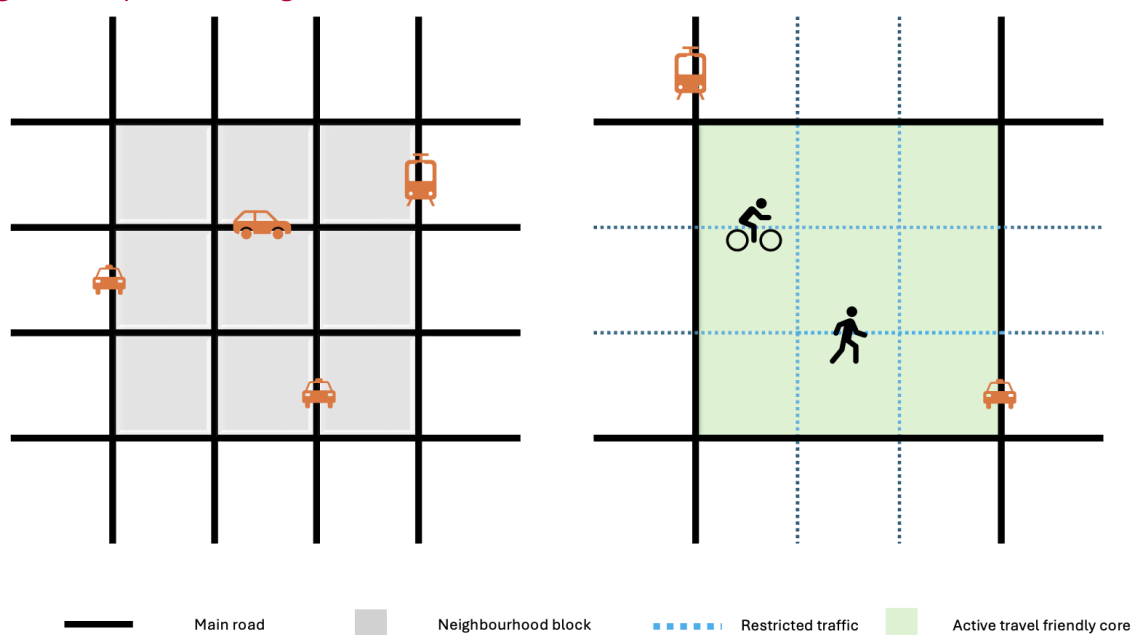 Main road
Neighbourhood block
Restricted traffic
Active travel friendly core